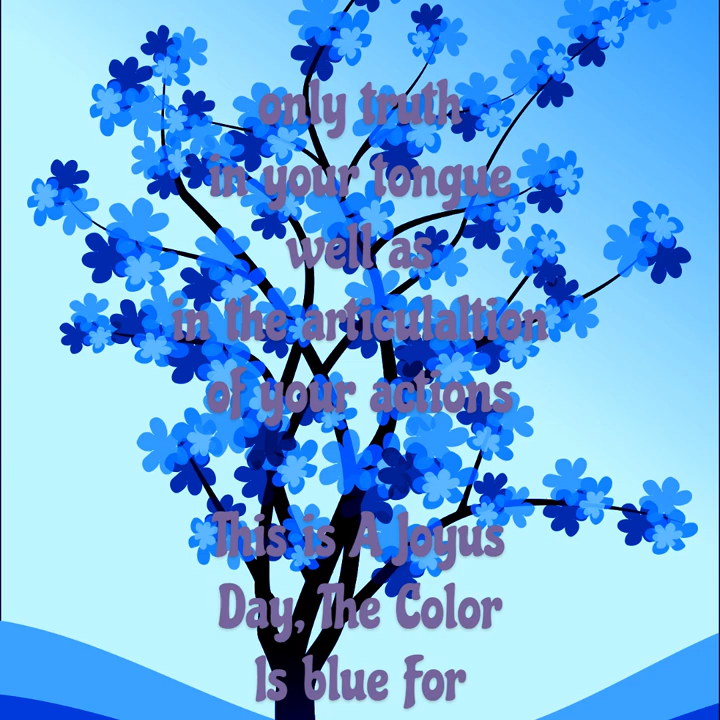 only truth
in your tongue
well as
in the articulaltion
of your actions
This is A Joyus
Day, The Color
Is blue For